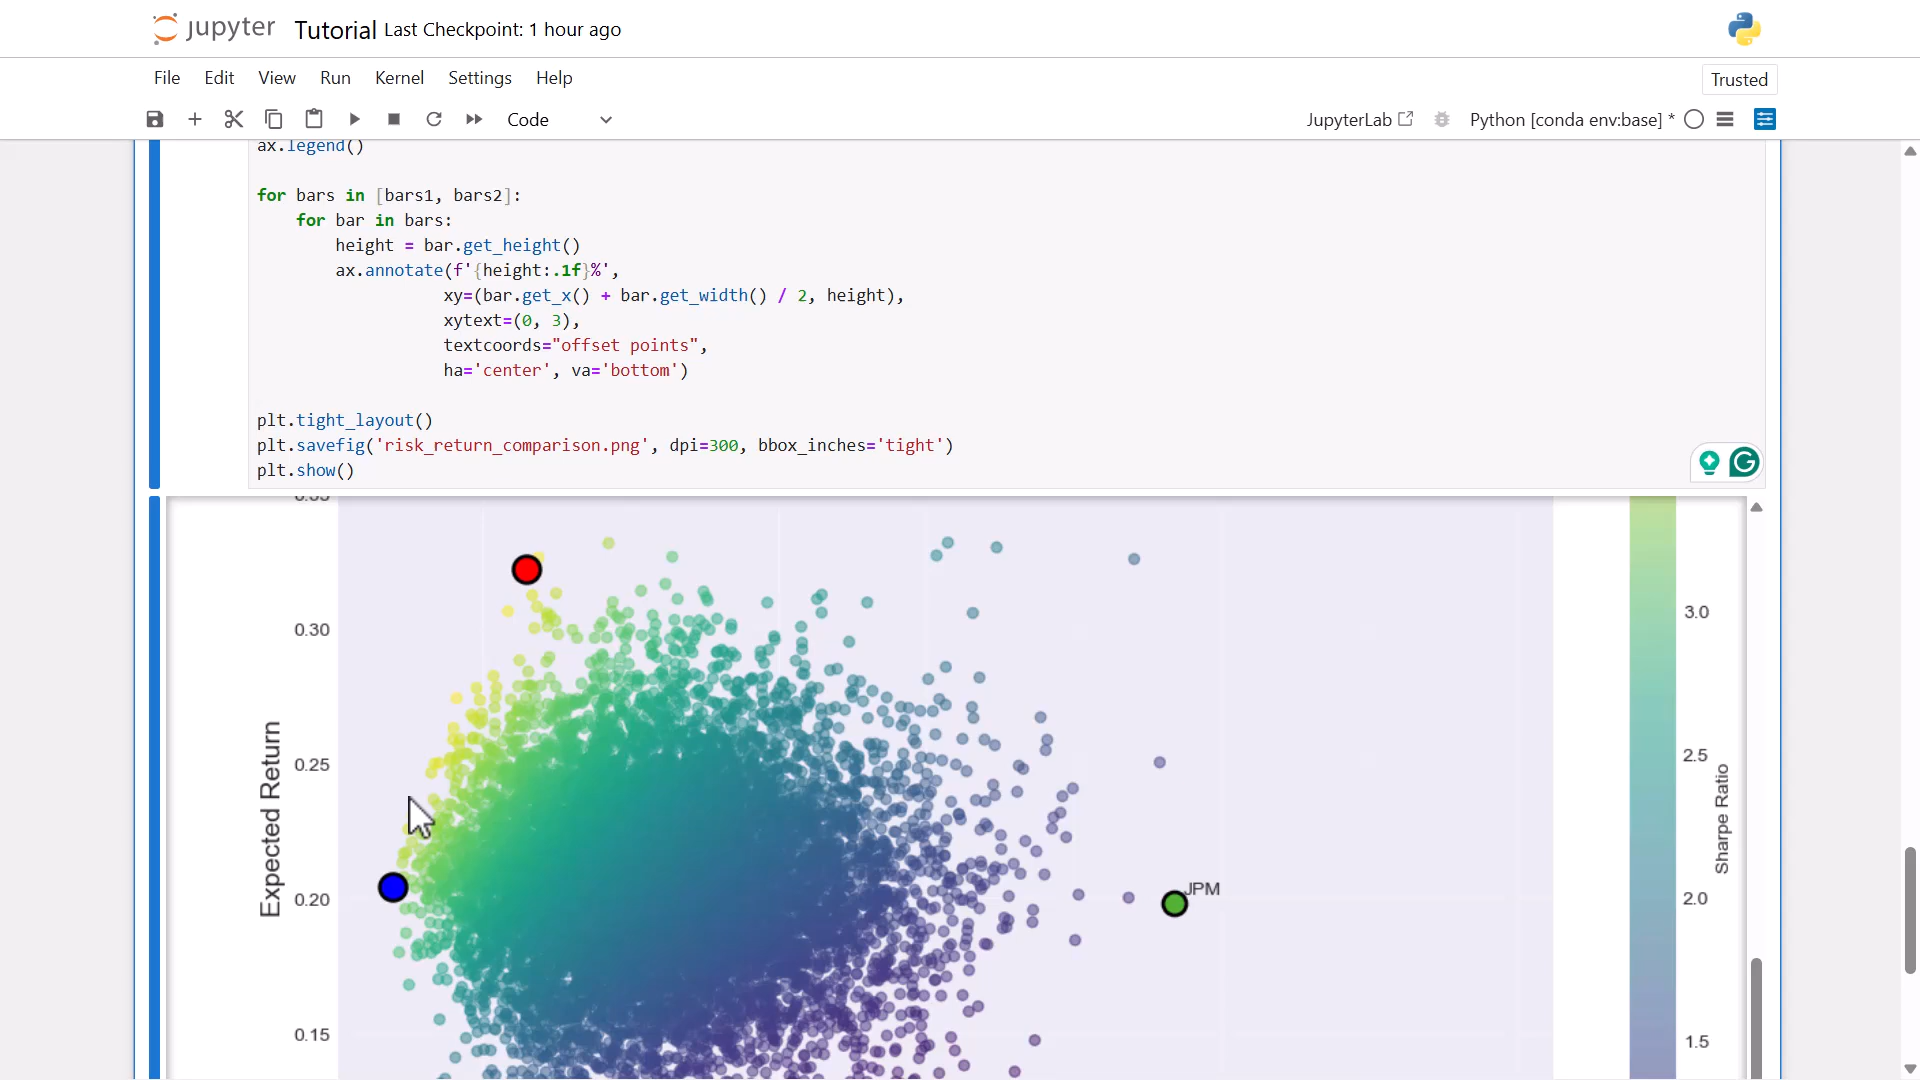 jupyter Tutorial Last Checkpoint: 1 hour ago
File Edit View Run Kernel Settings Help
Trusted
Code
JupyterLab
Python [conda env:base] *
ax.legend()
for bars in [bars1, bars2]:
for bar in bars:
height = bar.get_height()
ax.annotate(f'{height:.1f}%',
xy=(bar.get_x() + bar.get_width() / 2, height),
xytext=(0, 3),
textcoords="offset points",
ha='center', va='bottom')
plt.tight_layout()
plt.savefig('risk_return_comparison.png', dpi=300, bbox_inches='tight')
plt.show()
0.35
0.30
0.25
0.20
0.15
Expected Return
JPM
3.0
2.5
2.0
1.5
Sharpe Ratio